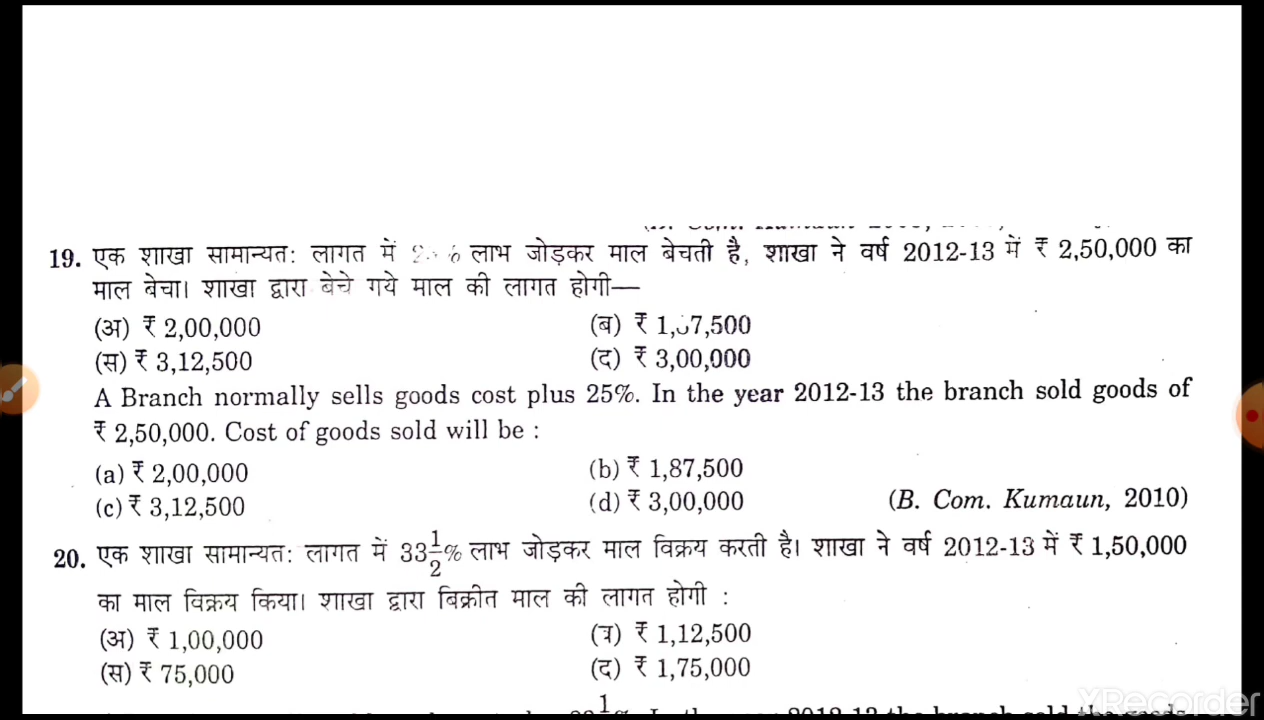 19. एक शाखा सामान्यतः लागत में लाभ जोड़कर माल बेचती है, शाखा ने वर्ष 2012-13 में ₹ 2,50,000 का
माल बेचा। शाखा द्वारा बेचे गये माल की लागत होगी—
(अ) ₹ 2,00,000 (ब) ₹
(स) ₹ 3,12,500 (द) ₹ 3,00,000
A Branch normally sells goods cost plus 25%. In the year 2012-13 the branch sold goods of
₹ 2,50,000. Cost of goods sold will be :
(a) ₹ 2,00,000 (b) ₹ 1,87,500
(c) ₹ 3,12,500 (d) ₹ 3,00,000 (B. Com. Kumaun, 2010)
20. एक शाखा सामान्यतः लागत में 33 1/2% लाभ जोड़कर माल विक्रय करती है। शाखा ने वर्ष 2012-13 में ₹ 1,50,000
का माल विक्रय किया। शाखा द्वारा बिक्रीत माल की लागत होगी :
(अ) ₹ 1,00,000 (ब) ₹ 1,12,500
(स) ₹ 75,000 (द) ₹ 1,75,000
XRecorder